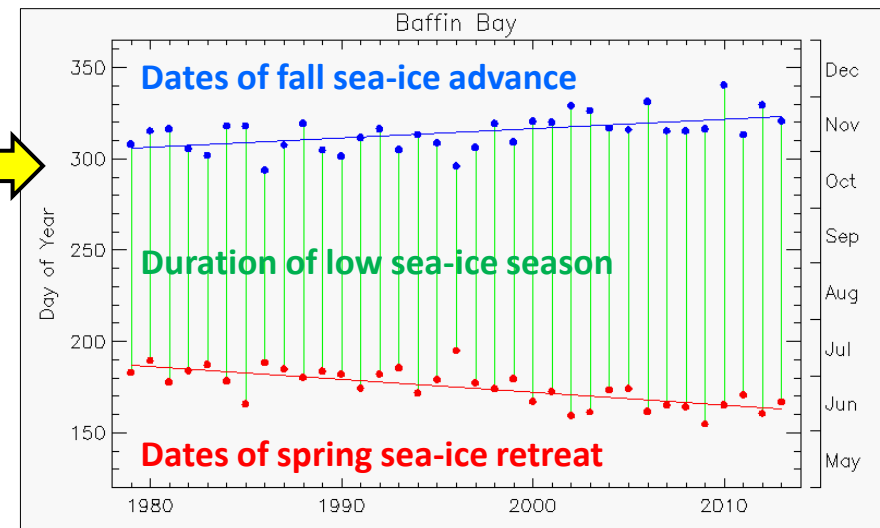 Baffin Bay
Dates of fall sea-ice advance
350
300
250
200
150
Day of Year
Duration of low sea-ice season
Dates of spring sea-ice retreat
Dec
Nov
Oct
Sep
Aug
Jul
Jun
May
1980
1990
2000
2010